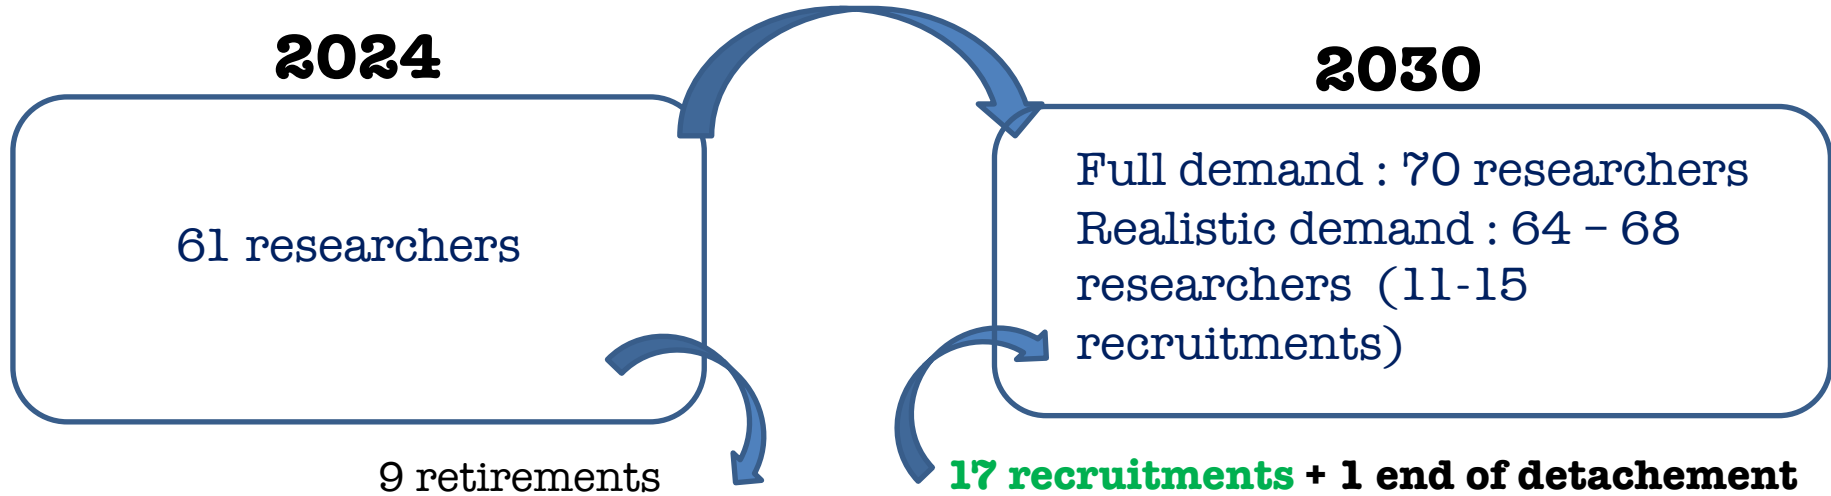 2024
61 researchers
9 retirements
2030
Full demand : 70 researchers
Realistic demand : 64 – 68
researchers (11-15
recruitments)
17 recruitments + 1 end of detachement